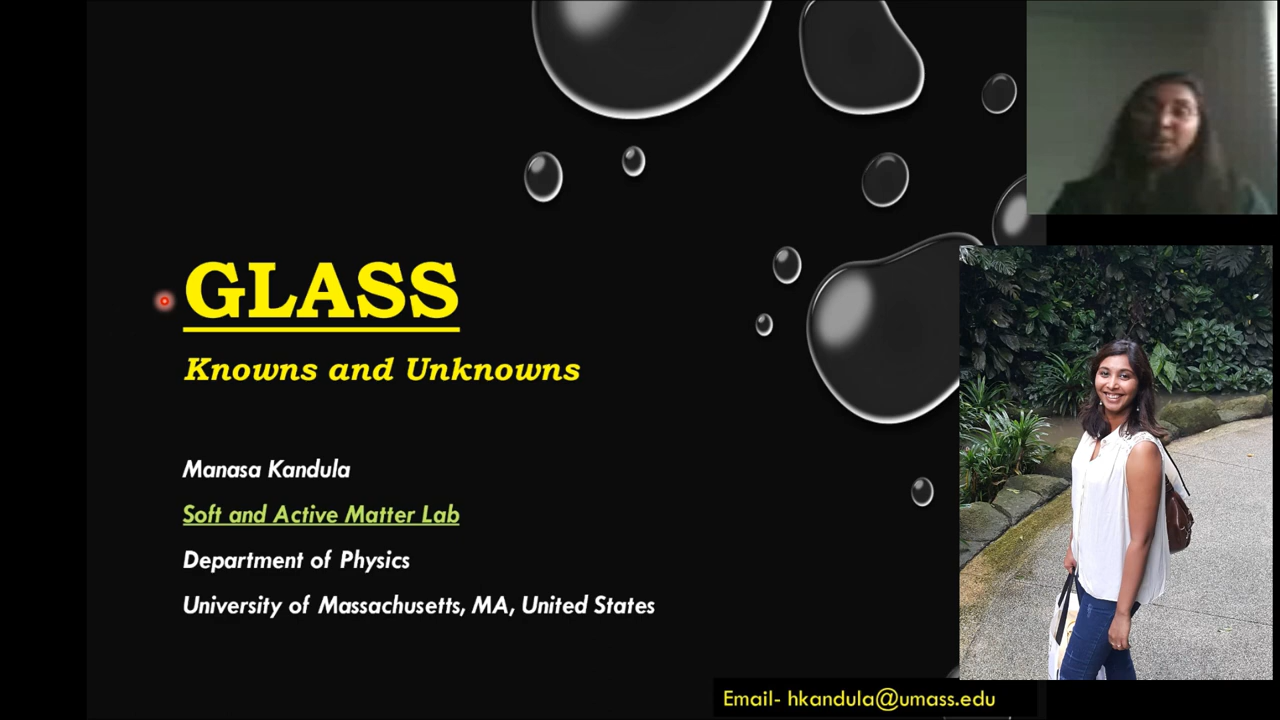 GLASS
Knowns and Unknowns
Manasa Kandula
Soft and Active Matter Lab
Department of Physics
University of Massachusetts, MA, United States
Email- hkandula@umass.edu